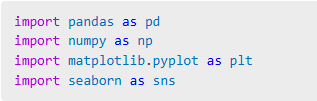 import pandas as pd
import numpy as np
import matplotlib.pyplot as plt
import seaborn as sns